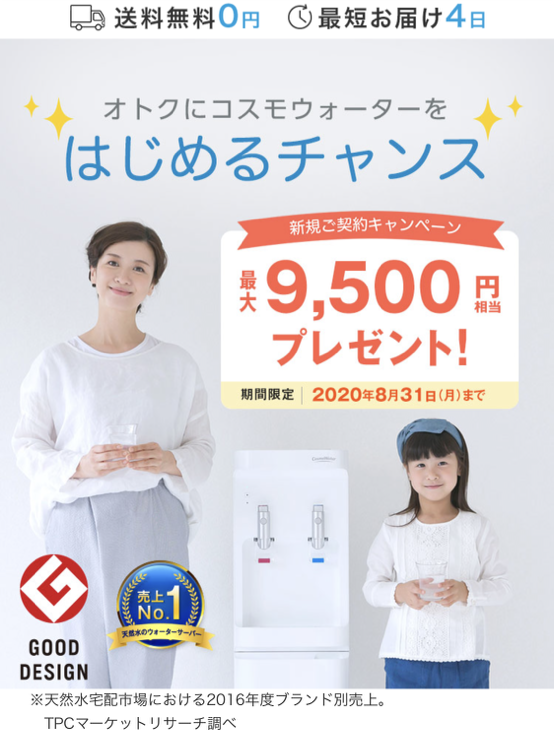 送料無料0円 最短お届け4日
オトクにコスモウォーターを
はじめるチャンス
新規ご契約キャンペーン
最大9,500円相当
プレゼント!
期間限定 2020年8月31日(月)まで
売上
No.1
天然水のウォーターサーバー
GOOD
DESIGN
※天然水宅配市場における2016年度ブランド別売上。
TPCマーケットリサーチ調べ